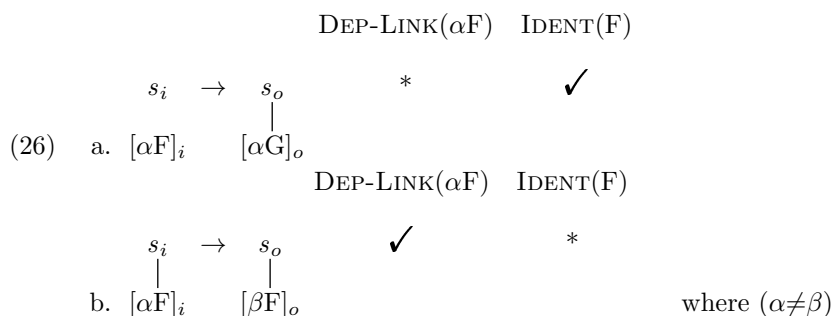 DEP-LINK(αF) IDENT(F)
s_i → s_o * ✓
(26) a. [αF]_i [αG]_o
DEP-LINK(αF) IDENT(F)
s_i → s_o ✓ *
b. [αF]_i [βF]_o where (α≠β)